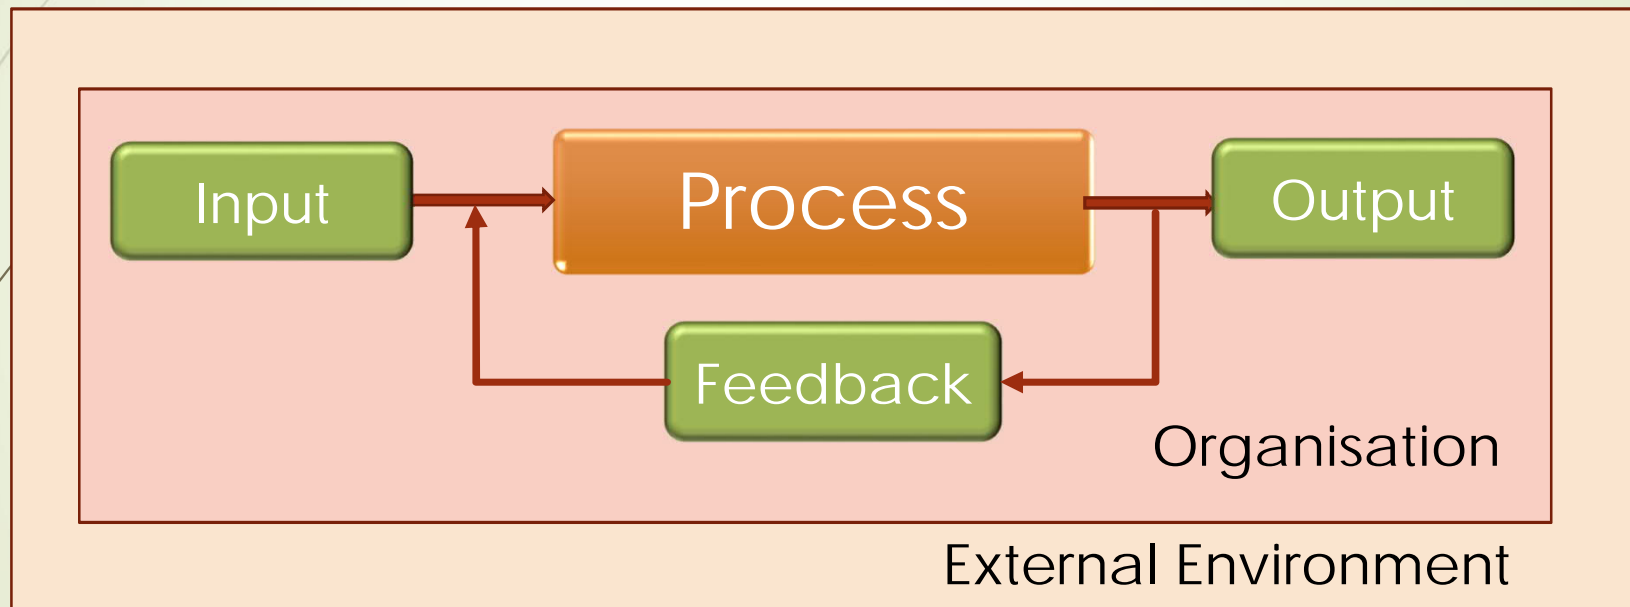 Input
Process
Output
Feedback
Organisation
External Environment